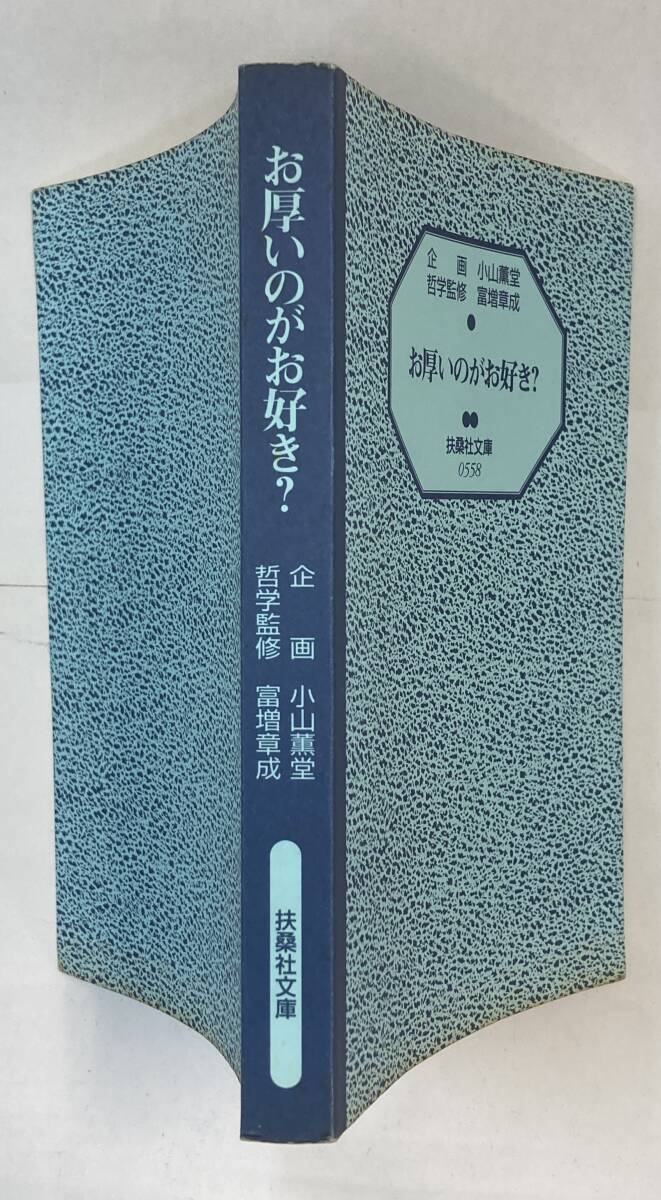 お厚いのがお好き?
企 画 小山薫堂
哲学監修 富増章成
扶桑社文庫
企 画 小山薫堂
哲学監修 富増章成
お厚いのがお好き?
扶桑社文庫
0558